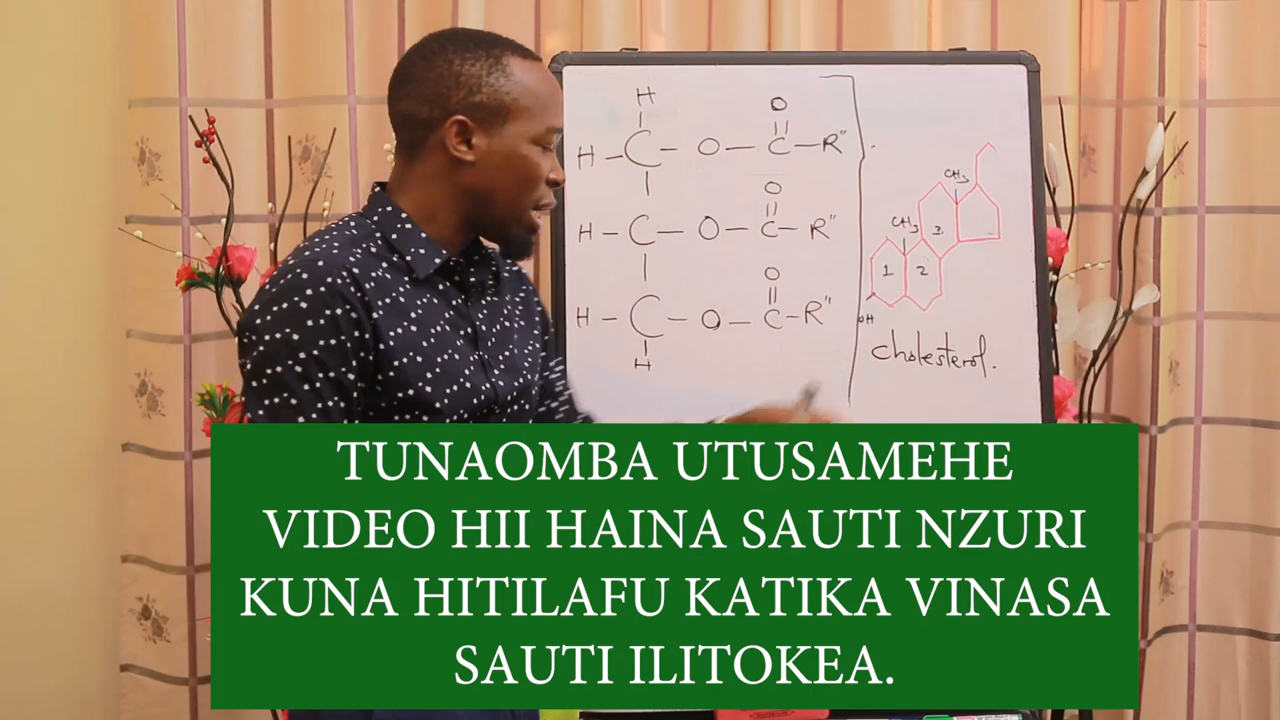 H
O
H – C – O – C – R''
O
H – C – O – C – R''
O
H – C – O – C – R''
H
CH3
CH3
3
1
2
OH
cholesterol.
TUNAOMBA UTUSAMEHE
VIDEO HII HAINA SAUTI NZURI
KUNA HITILAFU KATIKA VINASA
SAUTI ILITOKEA.